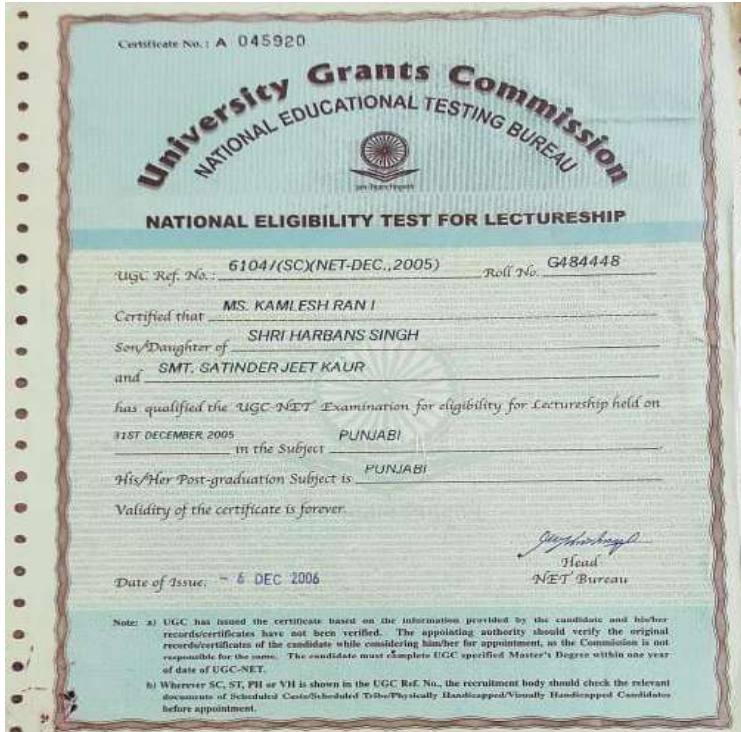 Certificate No.: A 045920
University Grants Commission
NATIONAL EDUCATIONAL TESTING BUREAU
NATIONAL ELIGIBILITY TEST FOR LECTURESHIP
UGC Ref. No.: 6104/(SC)(NET-DEC.,2005) Roll No. G484448
Certified that MS. KAMLESH RAN I
Son/Daughter of SHRI HARBANS SINGH
and SMT. SATINDER JEET KAUR
has qualified the UGC-NET Examination for eligibility for Lectureship held on
31ST DECEMBER, 2005 in the Subject PUNJABI
His/Her Post-graduation Subject is PUNJABI
Validity of the certificate is forever.
Head
Date of Issue: - 6 DEC 2006 NET Bureau
Note: a) UGC has issued the certificate based on the information provided by the candidate and his/her
records/certificates have not been verified. The appointing authority should verify the original
records/certificates of the candidate while considering him/her for appointment, as the Commission is not
responsible for the same. The candidate must complete UGC specified Master's Degree within one year
of date of UGC-NET.
b) Wherever SC, ST, PH or VH is shown in the UGC Ref. No., the recruitment body should check the relevant
documents of Scheduled Caste/Scheduled Tribe/Physically Handicapped/Visually Handicapped Candidates
before appointment.